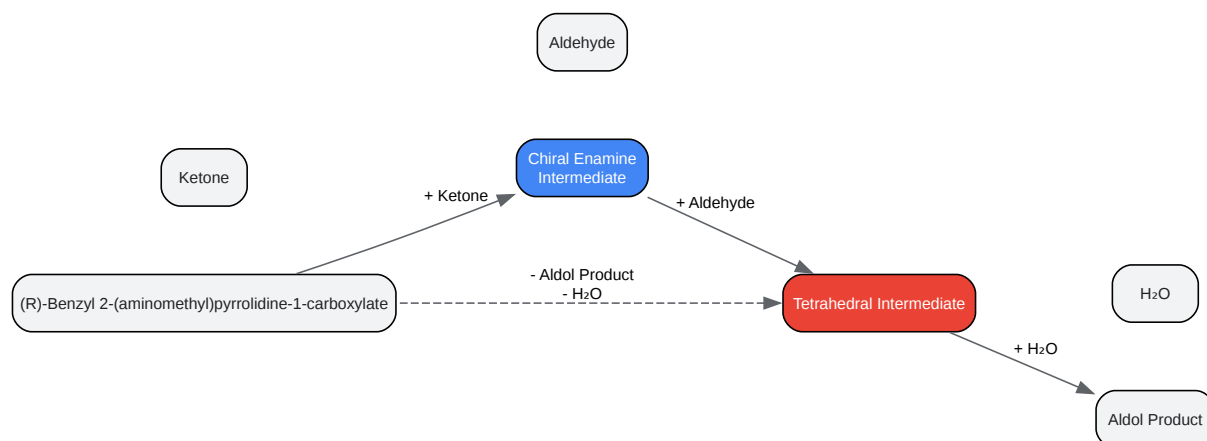 Aldehyde
Chiral Enamine
Intermediate
Ketone
+ Ketone
+ Aldehyde
- Aldol Product
- H₂O
(R)-Benzyl 2-(aminomethyl)pyrrolidine-1-carboxylate
Tetrahedral Intermediate
H₂O
+ H₂O
Aldol Product